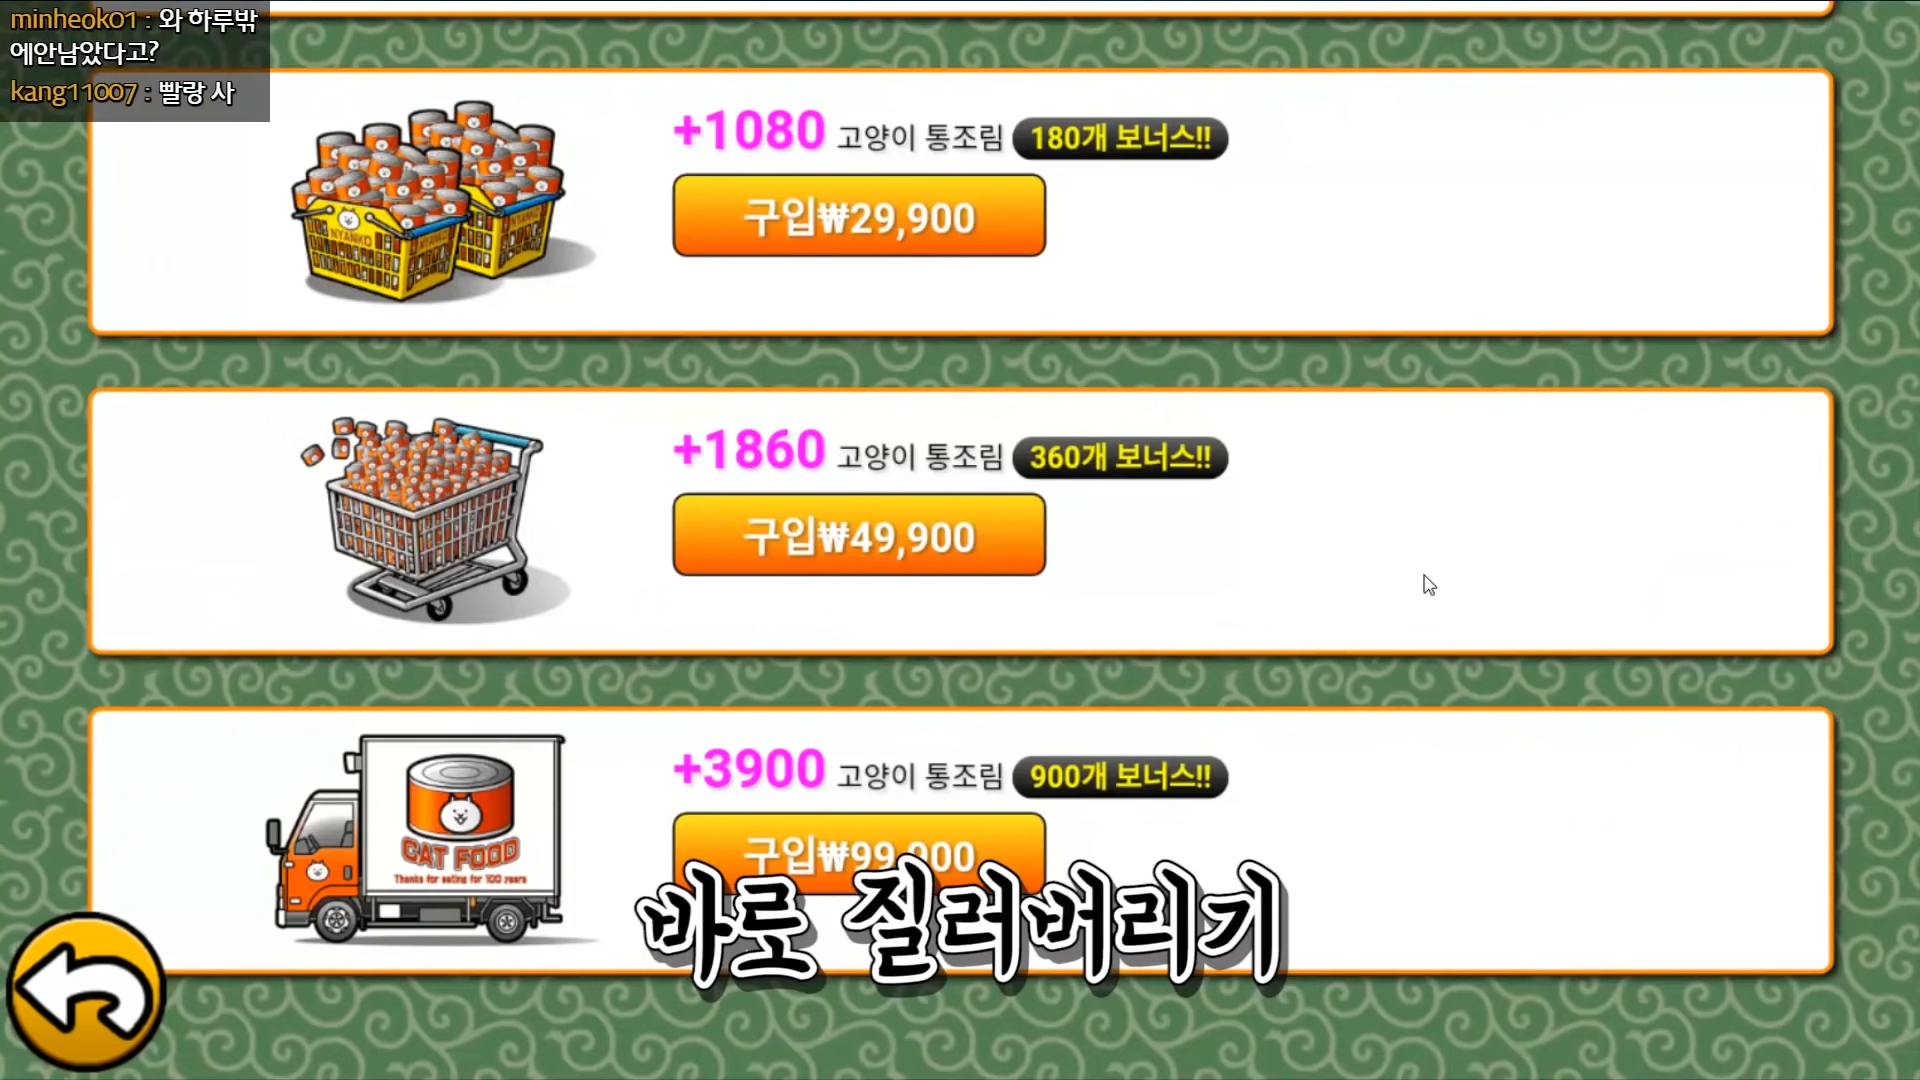 minheok01 : 와 하루밖
에안남았다고?
kang11007 : 빨랑 사
+1080 고양이 통조림 180개 보너스!!
구입₩29,900
NYANKO
+1860 고양이 통조림 360개 보너스!!
구입₩49,900
+3900 고양이 통조림 900개 보너스!!
구입₩99,000
CAT FOOD
Thanks for eating for 100 years
바로 질러버리기